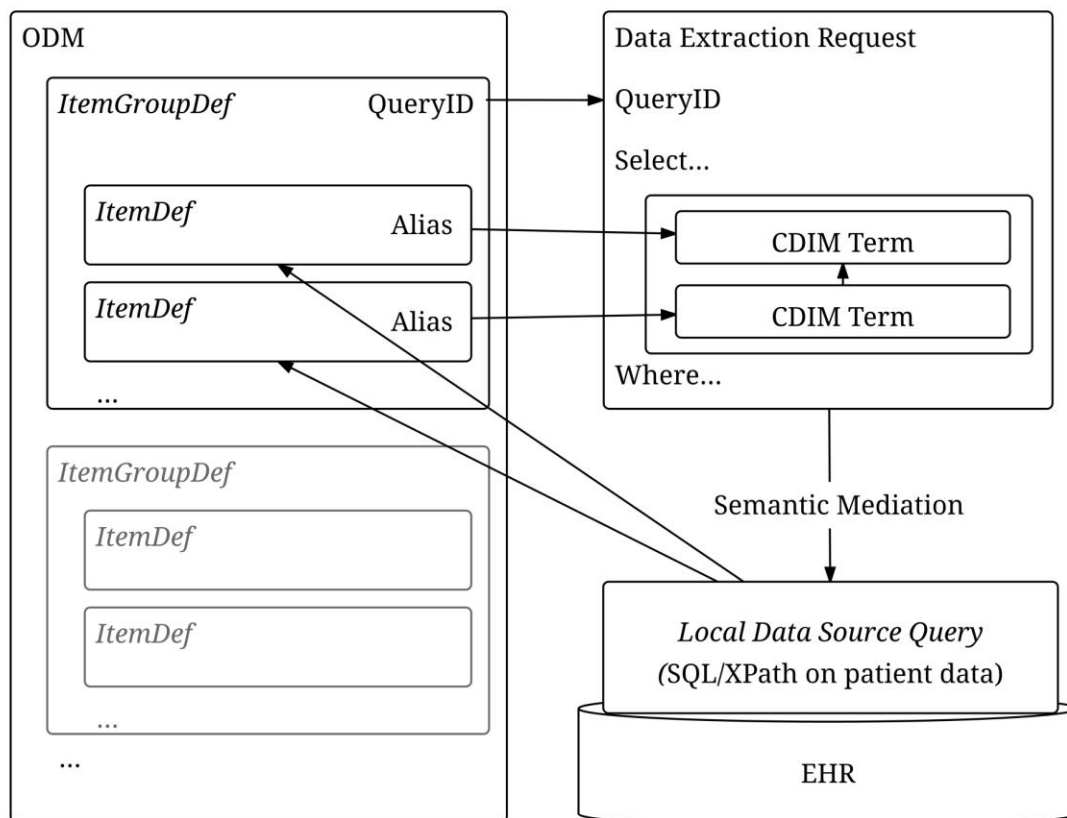 ODM
ItemGroupDef QueryID
ItemDef
Alias
ItemDef
Alias
...
ItemGroupDef
ItemDef
ItemDef
...
...
Data Extraction Request
QueryID
Select...
CDIM Term
CDIM Term
Where...
Semantic Mediation
Local Data Source Query
(SQL/XPath on patient data)
EHR